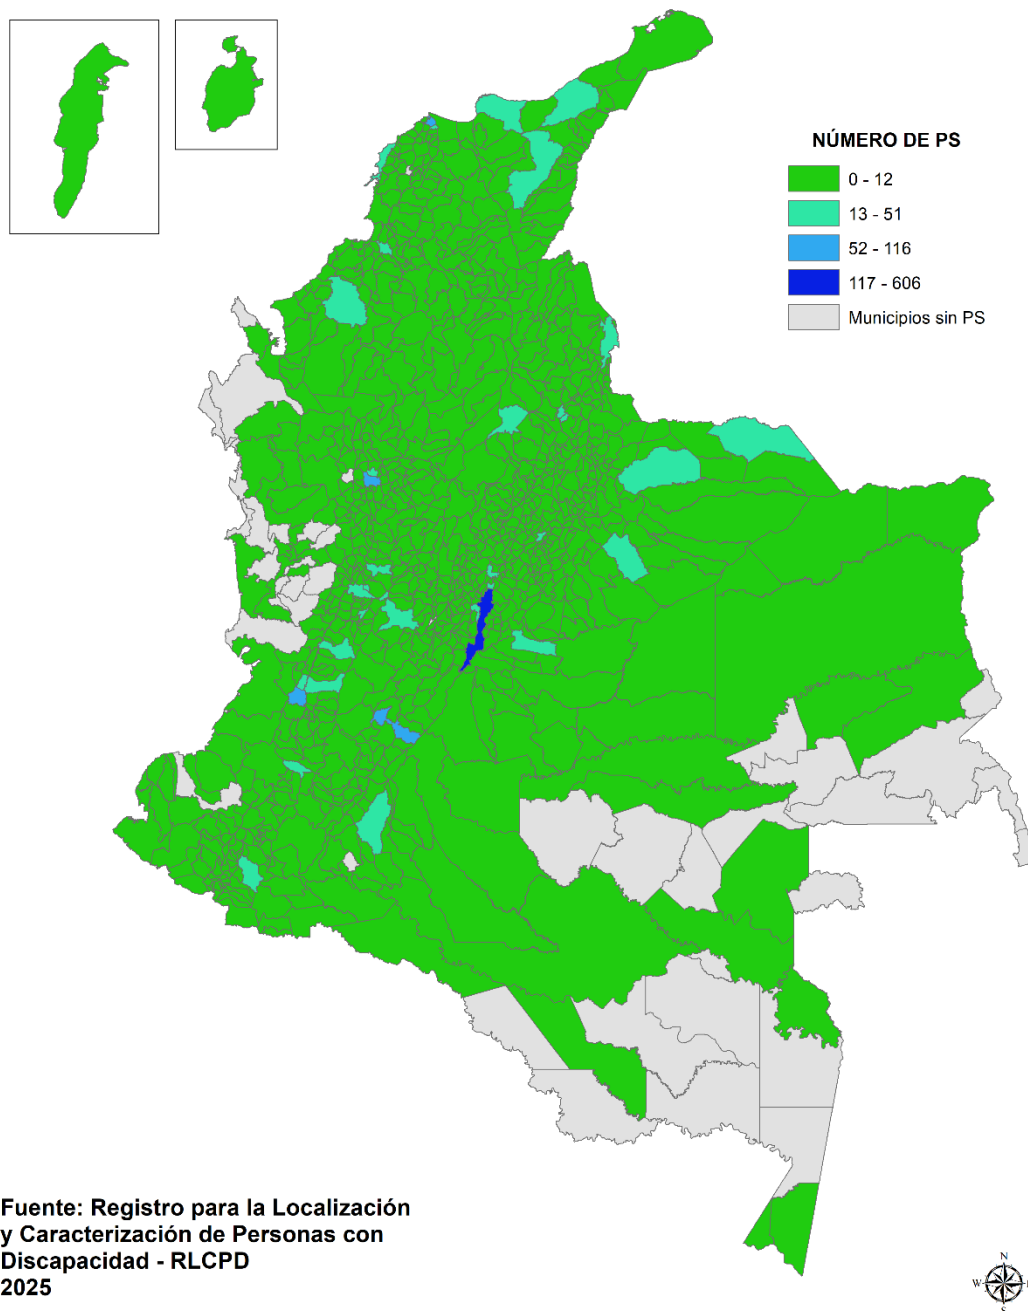 NÚMERO DE PS
0 - 12
13 - 51
52 - 116
117 - 606
Municipios sin PS
Fuente: Registro para la Localización
y Caracterización de Personas con
Discapacidad - RLCPD
2025
N
W
S